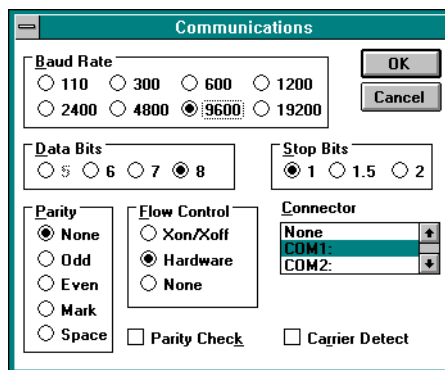 Communications
Baud Rate
110 300 600 1200
2400 4800 9600 19200
OK
Cancel
Data Bits
5 6 7 8
Stop Bits
1 1.5 2
Parity
None
Odd
Even
Mark
Space
Flow Control
Xon/Xoff
Hardware
None
Connector
None
COM1:
COM2:
Parity Check
Carrier Detect